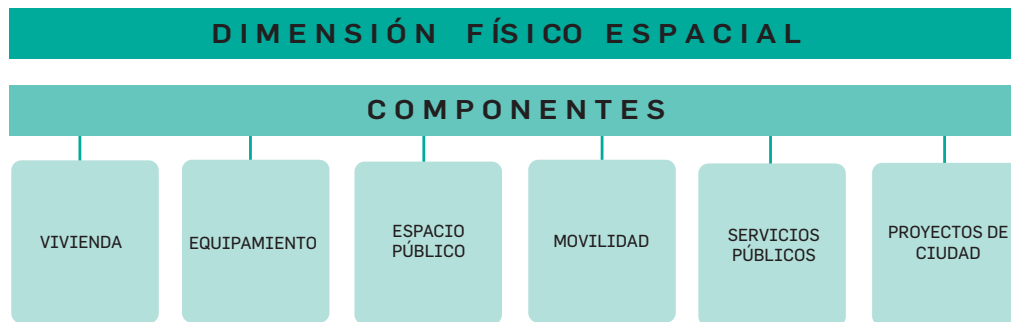 DIMENSIÓN FÍSICO ESPACIAL
COMPONENTES
VIVIENDA
EQUIPAMIENTO
ESPACIO
PÚBLICO
MOVILIDAD
SERVICIOS
PÚBLICOS
PROYECTOS DE
CIUDAD